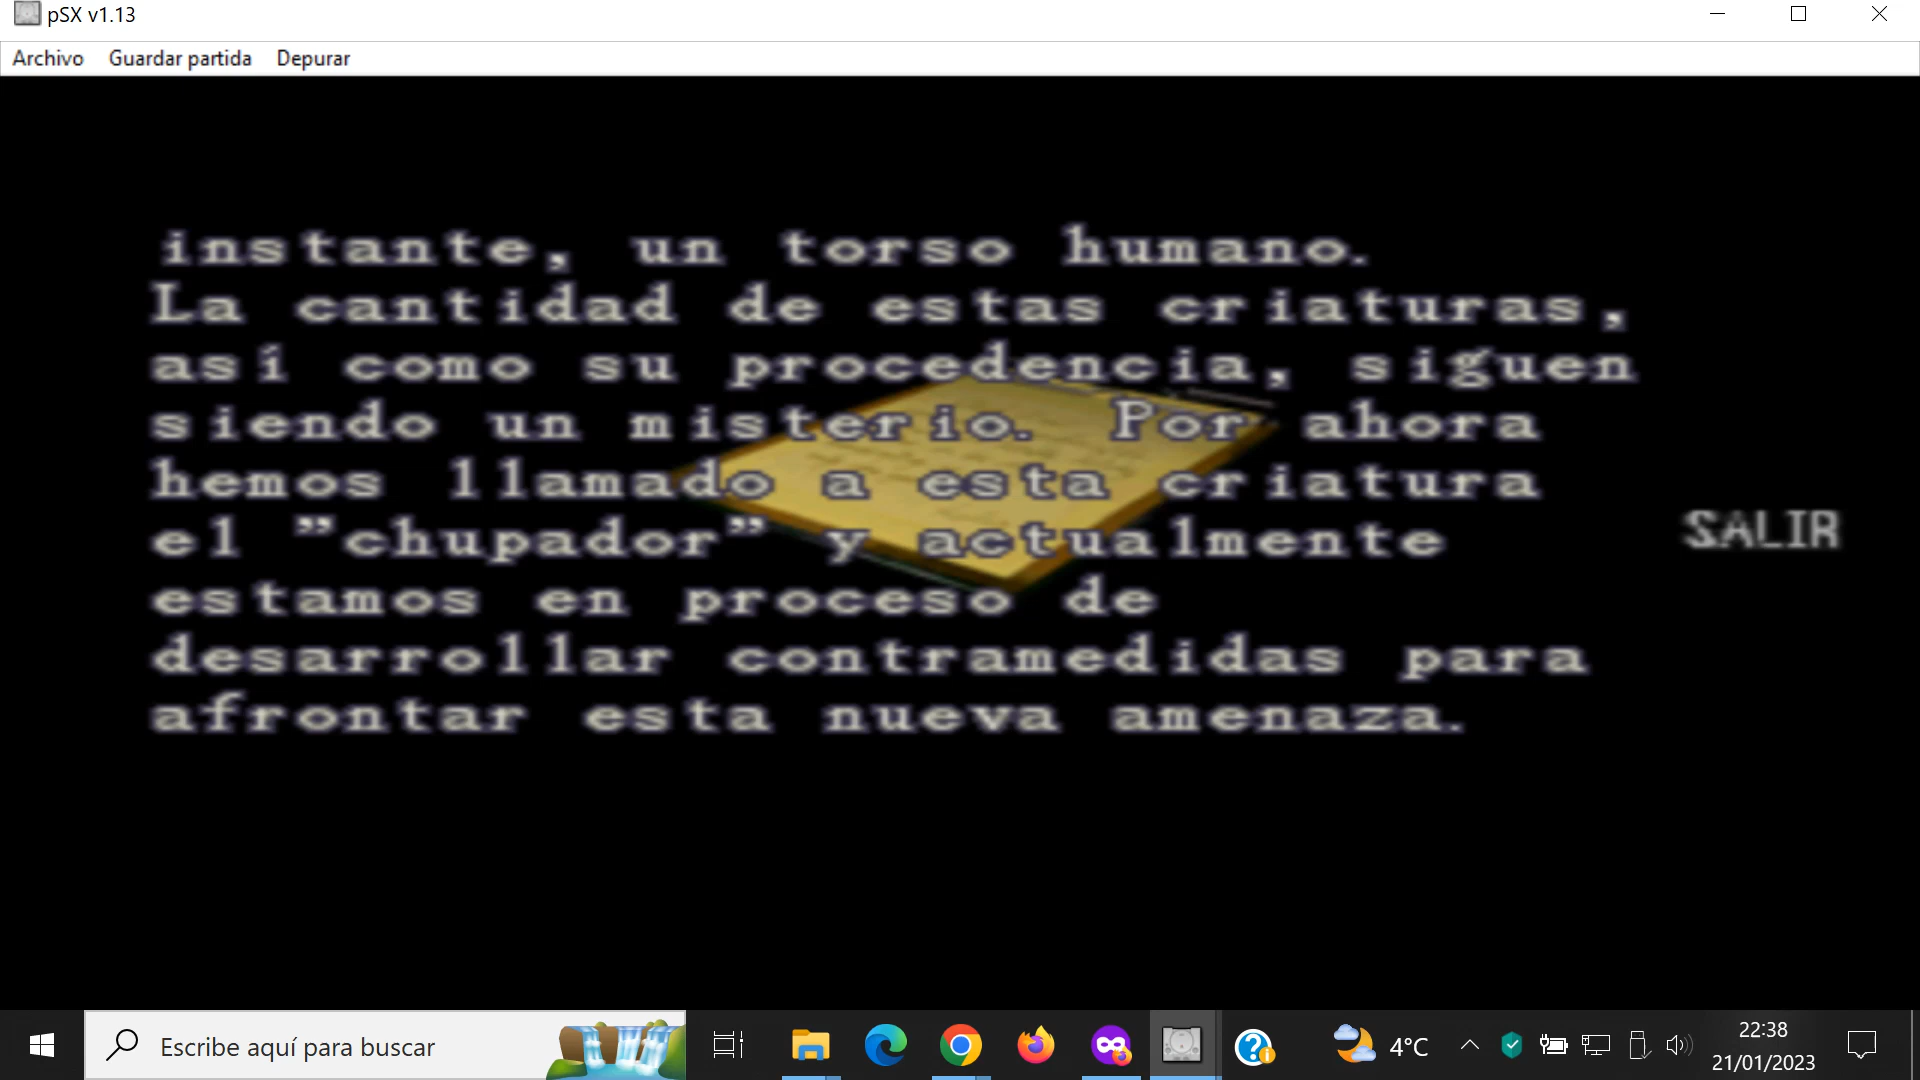 pSX v1.13
Archivo Guardar partida Depurar
instante, un torso humano.
La cantidad de estas criaturas,
así como su procedencia, siguen
siendo un misterio. Por ahora
hemos llamado a esta criatura
el "chupador" y actualmente
estamos en proceso de
desarrollar contramedidas para
afrontar esta nueva amenaza.
SALIR
Escribe aquí para buscar
4°C
22:38
21/01/2023